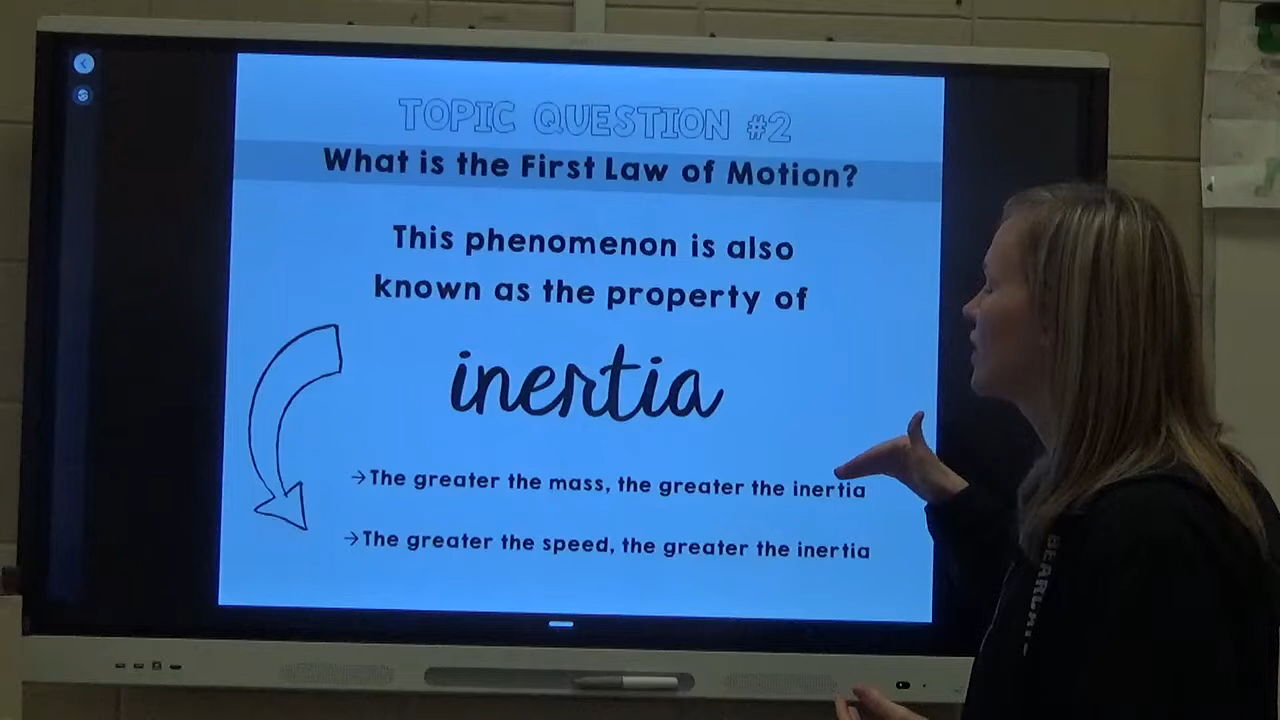 TOPIC QUESTION #2
What is the First Law of Motion?
This phenomenon is also
known as the property of
inertia
→The greater the mass, the greater the inertia
→The greater the speed, the greater the inertia